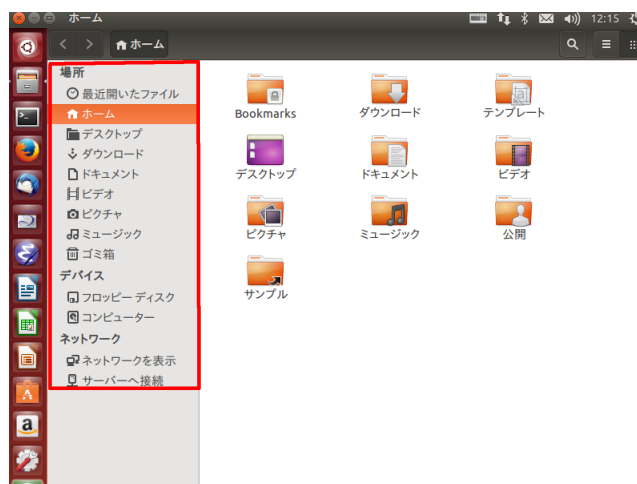 ホーム
12:15
ホーム
場所
最近開いたファイル
ホーム
デスクトップ
ダウンロード
ドキュメント
ビデオ
ピクチャ
ミュージック
ゴミ箱
デバイス
フロッピー ディスク
コンピューター
ネットワーク
ネットワークを表示
サーバーへ接続
Bookmarks ダウンロード テンプレート
デスクトップ ドキュメント ビデオ
ピクチャ ミュージック 公開
サンプル